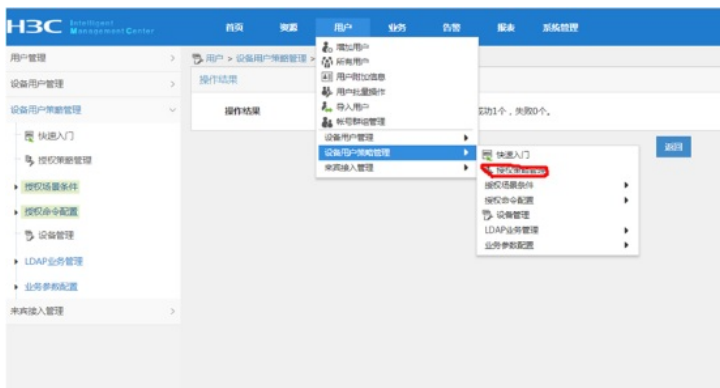 H3C Intelligent Management Center
首页 资源 用户 业务 告警 报表 系统管理
用户管理
设备用户管理
设备用户策略管理
快速入门
授权策略管理
授权场景条件
授权命令配置
设备管理
LDAP业务管理
业务参数配置
来宾接入管理
用户 > 设备用户策略管理 >
操作结果
操作结果
成功1个，失败0个。
返回
增加用户
所有用户
用户附加信息
用户批量操作
导入用户
帐号群组管理
设备用户管理
设备用户策略管理
来宾接入管理
快速入门
授权策略管理
授权场景条件
授权命令配置
设备管理
LDAP业务管理
业务参数配置